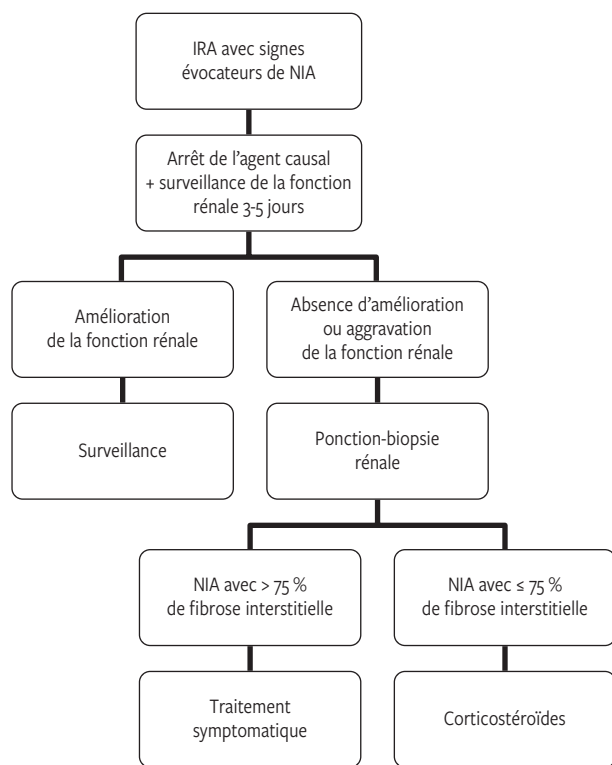 IRA avec signes
évocateurs de NIA
Arrêt de l’agent causal
+ surveillance de la fonction
rénale 3-5 jours
Amélioration
de la fonction rénale
Absence d’amélioration
ou aggravation
de la fonction rénale
Surveillance
Ponction-biopsie
rénale
NIA avec > 75 %
de fibrose interstitielle
NIA avec ≤ 75 %
de fibrose interstitielle
Traitement
symptomatique
Corticostéroïdes